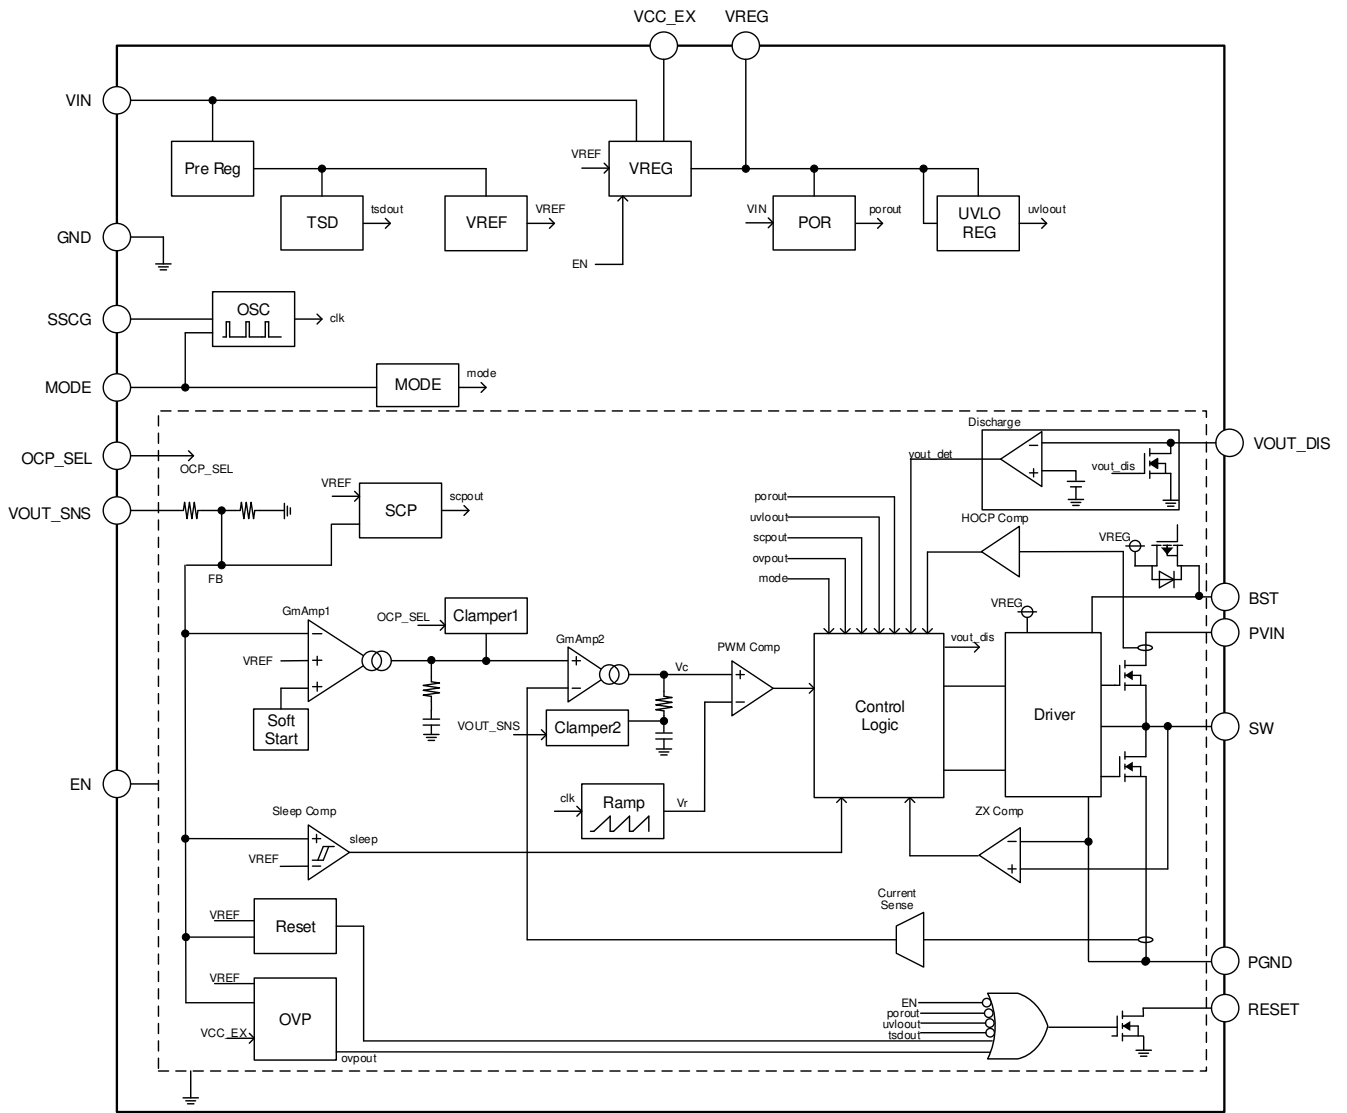 VCC_EX
VREG
VIN
Pre Reg
VREF
VREG
TSD
tsdout
VREF
VREF
VIN
POR
porout
UVLO
REG
uvloout
GND
EN
SSCG
OSC
clk
MODE
MODE
mode
OCP_SEL
OCP_SEL
Discharge
VOUT_DIS
vout_det
vout_dis
VOUT_SNS
VREF
SCP
scpout
porout
uvloout
scpout
ovpout
mode
HOCP Comp
VREG
FB
BST
GmAmp1
OCP_SEL
Clamper1
VREG
PVIN
GmAmp2
PWM Comp
vout_dis
VREF
Vc
Soft
Start
VOUT_SNS
Clamper2
Control
Logic
Driver
SW
EN
clk
Ramp
Vr
Sleep Comp
sleep
VREF
ZX Comp
Current
Sense
VREF
Reset
PGND
VREF
OVP
VCC_EX
ovpout
EN
porout
uvloout
tsdout
RESET